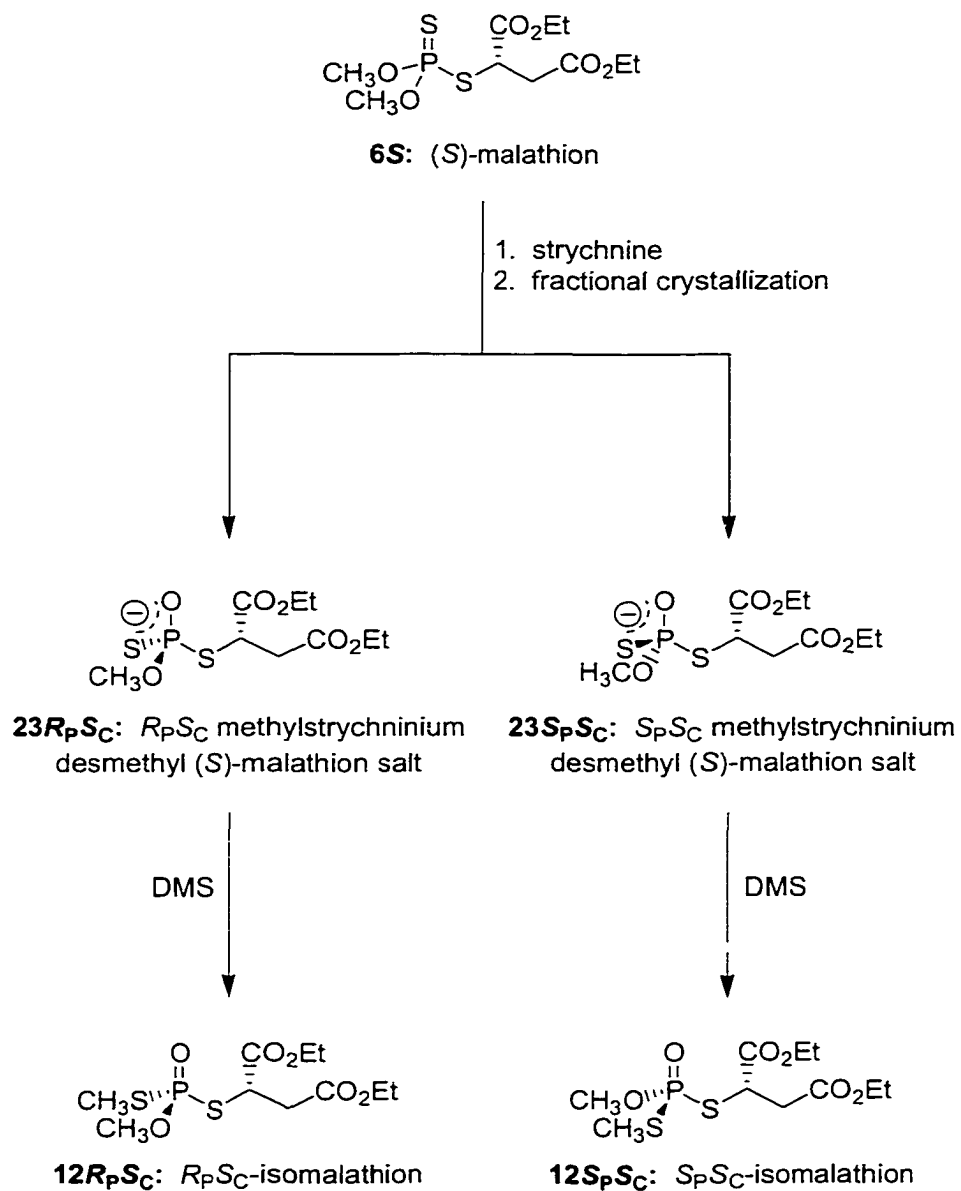 S
CO2Et
CH3O P S CO2Et
CH3O
6S: (S)-malathion
1. strychnine
2. fractional crystallization
⊖ O CO2Et
S P S CO2Et
CH3O
⊖ O CO2Et
S P S CO2Et
H3CO
23RPSC: RPSC methylstrychninium
desmethyl (S)-malathion salt
23SPSC: SPSC methylstrychninium
desmethyl (S)-malathion salt
DMS
DMS
O CO2Et
CH3S P S CO2Et
CH3O
O CO2Et
CH3O P S CO2Et
CH3S
12RPSC: RPSC-isomalathion
12SPSC: SPSC-isomalathion